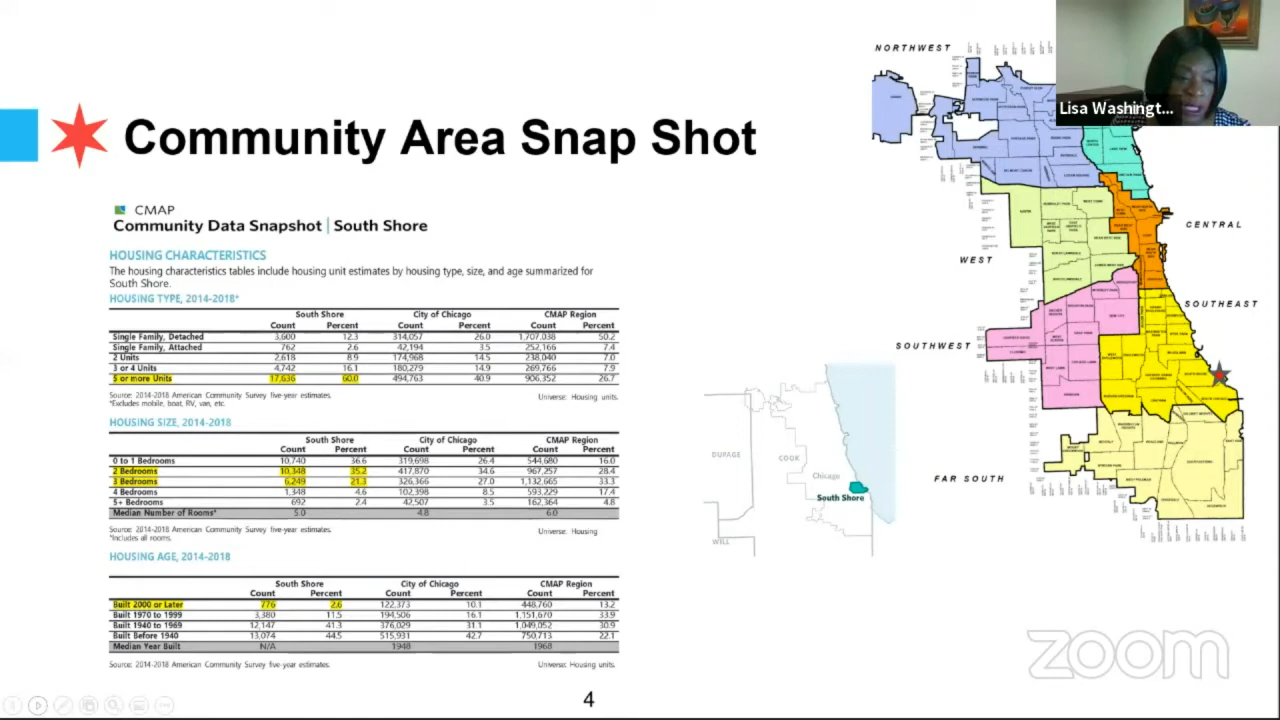 NORTHWEST
Lisa Washingt...
Community Area Snap Shot
CMAP
Community Data Snapshot | South Shore
HOUSING CHARACTERISTICS
The housing characteristics tables include housing unit estimates by housing type, size, and age summarized for
South Shore.
HOUSING TYPE, 2014-2018*
South Shore City of Chicago CMAP Region
Count Percent Count Percent Count Percent
Single Family, Detached 3,600 12.3 314,057 26.0 1,707,038 50.2
Single Family, Attached 762 2.6 42,194 3.5 252,166 7.4
2 Units 2,618 8.9 174,968 14.5 238,040 7.0
3 or 4 Units 4,742 16.1 180,279 14.9 269,766 7.9
5 or more Units 17,636 60.0 494,763 40.9 906,352 26.7
Source: 2014-2018 American Community Survey five-year estimates. Universe: Housing units.
*Excludes mobile, boat, RV, van, etc.
HOUSING SIZE, 2014-2018
South Shore City of Chicago CMAP Region
Count Percent Count Percent Count Percent
0 to 1 Bedrooms 10,740 36.6 319,698 26.4 544,680 16.0
2 Bedrooms 10,348 35.2 417,870 34.6 967,257 28.4
3 Bedrooms 6,249 21.3 326,366 27.0 1,132,665 33.3
4 Bedrooms 1,348 4.6 102,398 8.5 593,229 17.4
5+ Bedrooms 692 2.4 42,507 3.5 162,364 4.8
Median Number of Rooms* 5.0 4.8 6.0
Source: 2014-2018 American Community Survey five-year estimates. Universe: Housing
*Includes all rooms.
HOUSING AGE, 2014-2018
South Shore City of Chicago CMAP Region
Count Percent Count Percent Count Percent
Built 2000 or Later 776 2.6 122,373 10.1 448,760 13.2
Built 1970 to 1999 3,380 11.5 194,506 16.1 1,151,670 33.9
Built 1940 to 1969 12,147 41.3 376,029 31.1 1,049,052 30.9
Built Before 1940 13,074 44.5 515,931 42.7 750,713 22.1
Median Year Built N/A 1948 1968
Source: 2014-2018 American Community Survey five-year estimates. Universe: Housing units.
CENTRAL
WEST
SOUTHEAST
SOUTHWEST
FAR SOUTH
DUPAGE
COOK
Chicago
South Shore
WILL
zoom
4